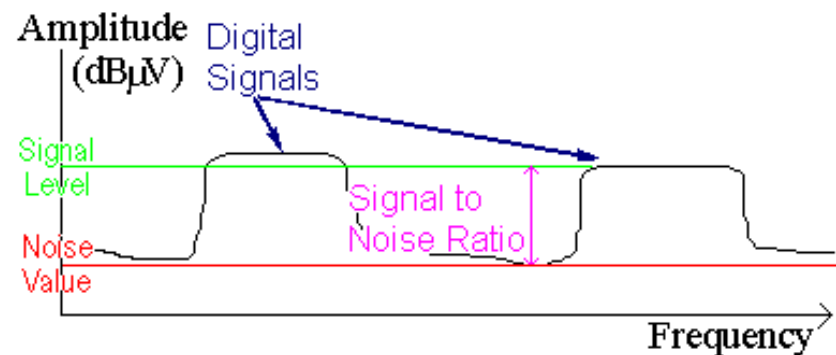 Amplitude
(dBµV)
Digital
Signals
Signal
Level
Signal to
Noise Ratio
Noise
Value
Frequency